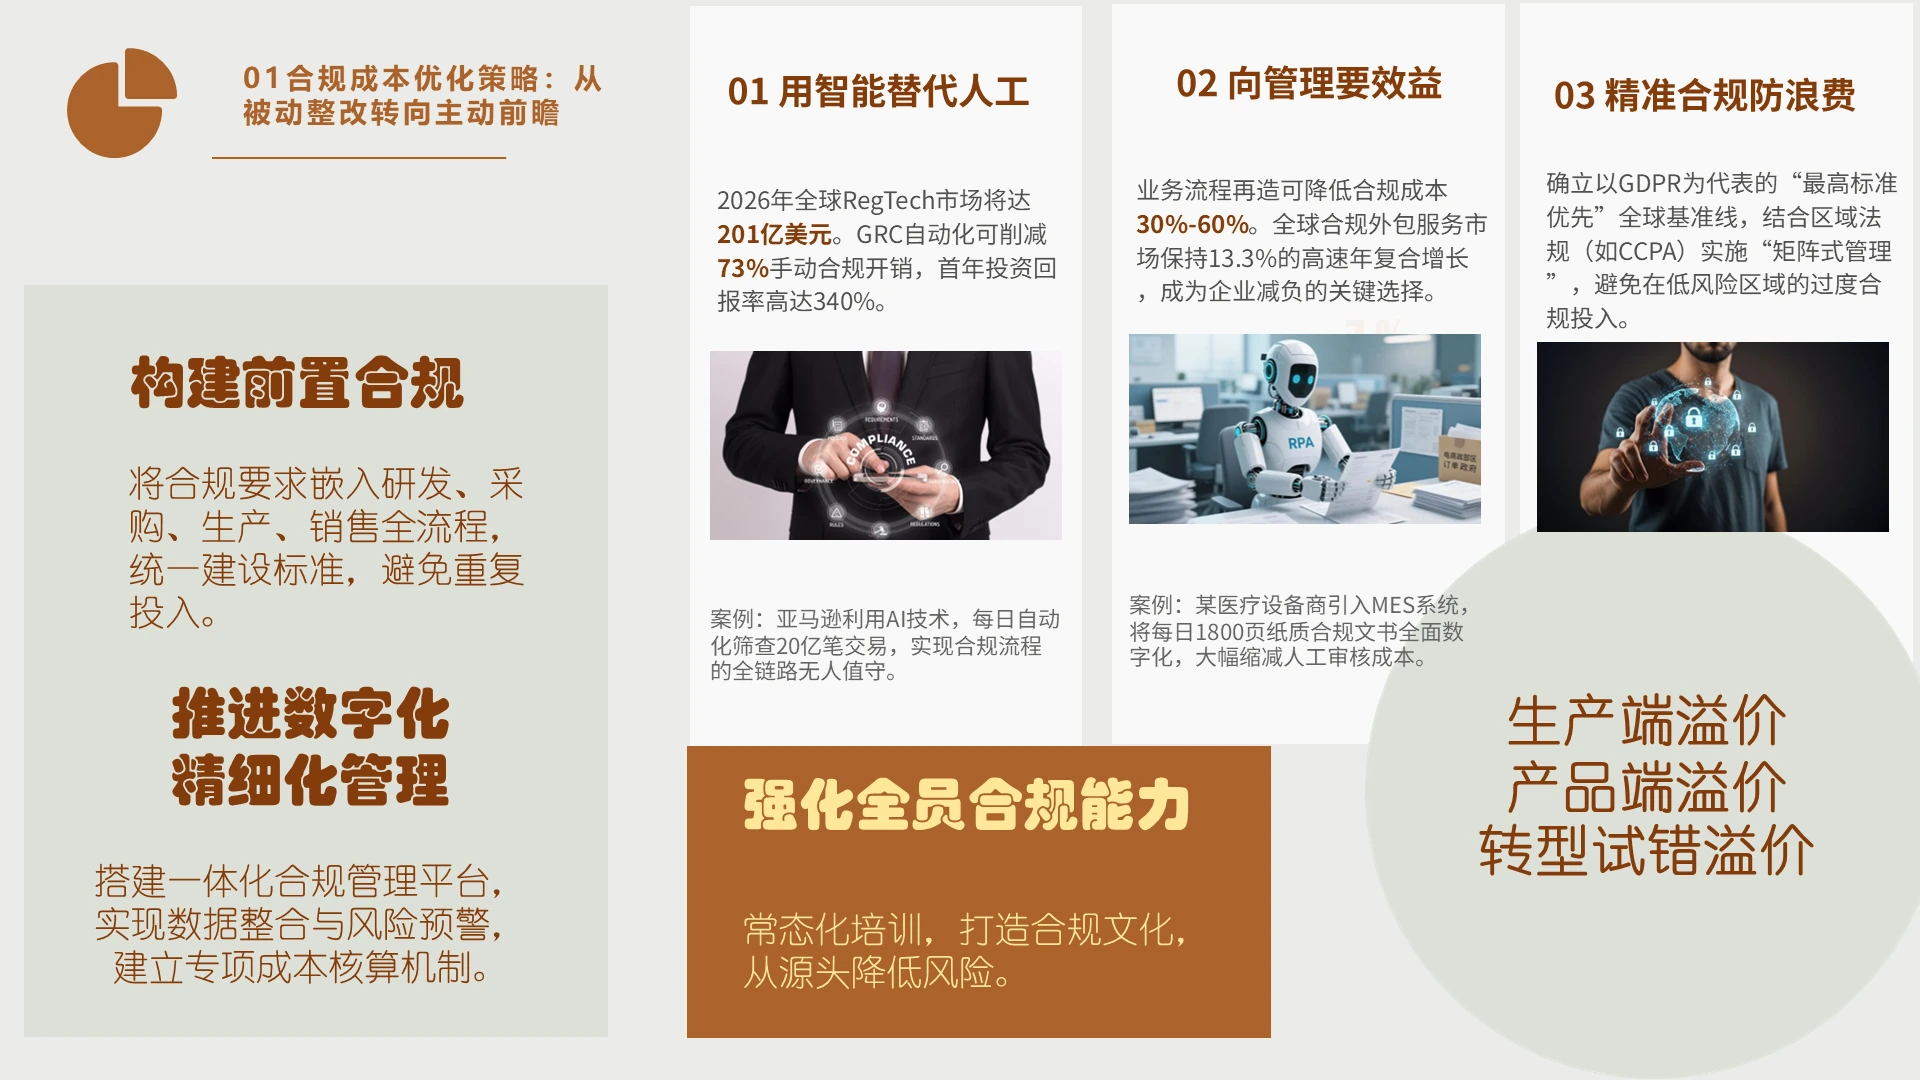 01合规成本优化策略：从
被动整改转向主动前瞻
构建前置合规
将合规要求嵌入研发、采
购、生产、销售全流程，
统一建设标准，避免重复
投入。
推进数字化
精细化管理
搭建一体化合规管理平台，
实现数据整合与风险预警，
建立专项成本核算机制。
01 用智能替代人工
2026年全球RegTech市场将达
201亿美元。GRC自动化可削减
73%手动合规开销，首年投资回
报率高达340%。
REQUIREMENTS
STANDARDS
COMPLIANCE
GOVERNANCE
RULES
REGULATIONS
案例：亚马逊利用AI技术，每日自动
化筛查20亿笔交易，实现合规流程
的全链路无人值守。
02 向管理要效益
业务流程再造可降低合规成本
30%-60%。全球合规外包服务市
场保持13.3%的高速年复合增长
，成为企业减负的关键选择。
RPA
案例：某医疗设备商引入MES系统，
将每日1800页纸质合规文书全面数
字化，大幅缩减人工审核成本。
03 精准合规防浪费
确立以GDPR为代表的“最高标准
优先”全球基准线，结合区域法
规（如CCPA）实施“矩阵式管理
”，避免在低风险区域的过度合
规投入。
强化全员合规能力
常态化培训，打造合规文化，
从源头降低风险。
生产端溢价
产品端溢价
转型试错溢价